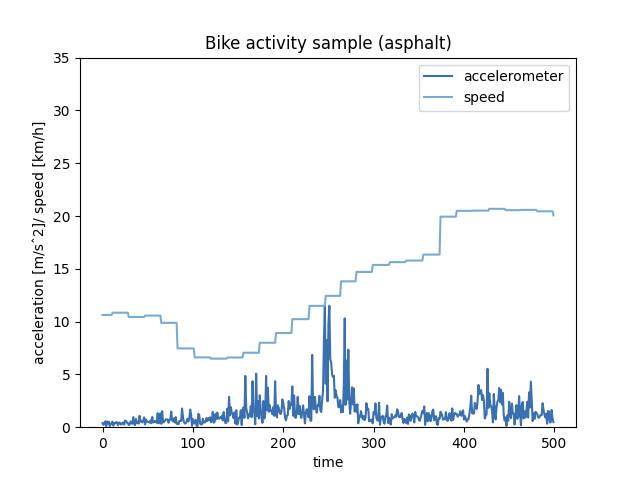 Bike activity sample (asphalt)
accelerometer
speed
35
30
25
20
15
10
5
0
acceleration [m/s^2]/ speed [km/h]
0
100
200
300
400
500
time